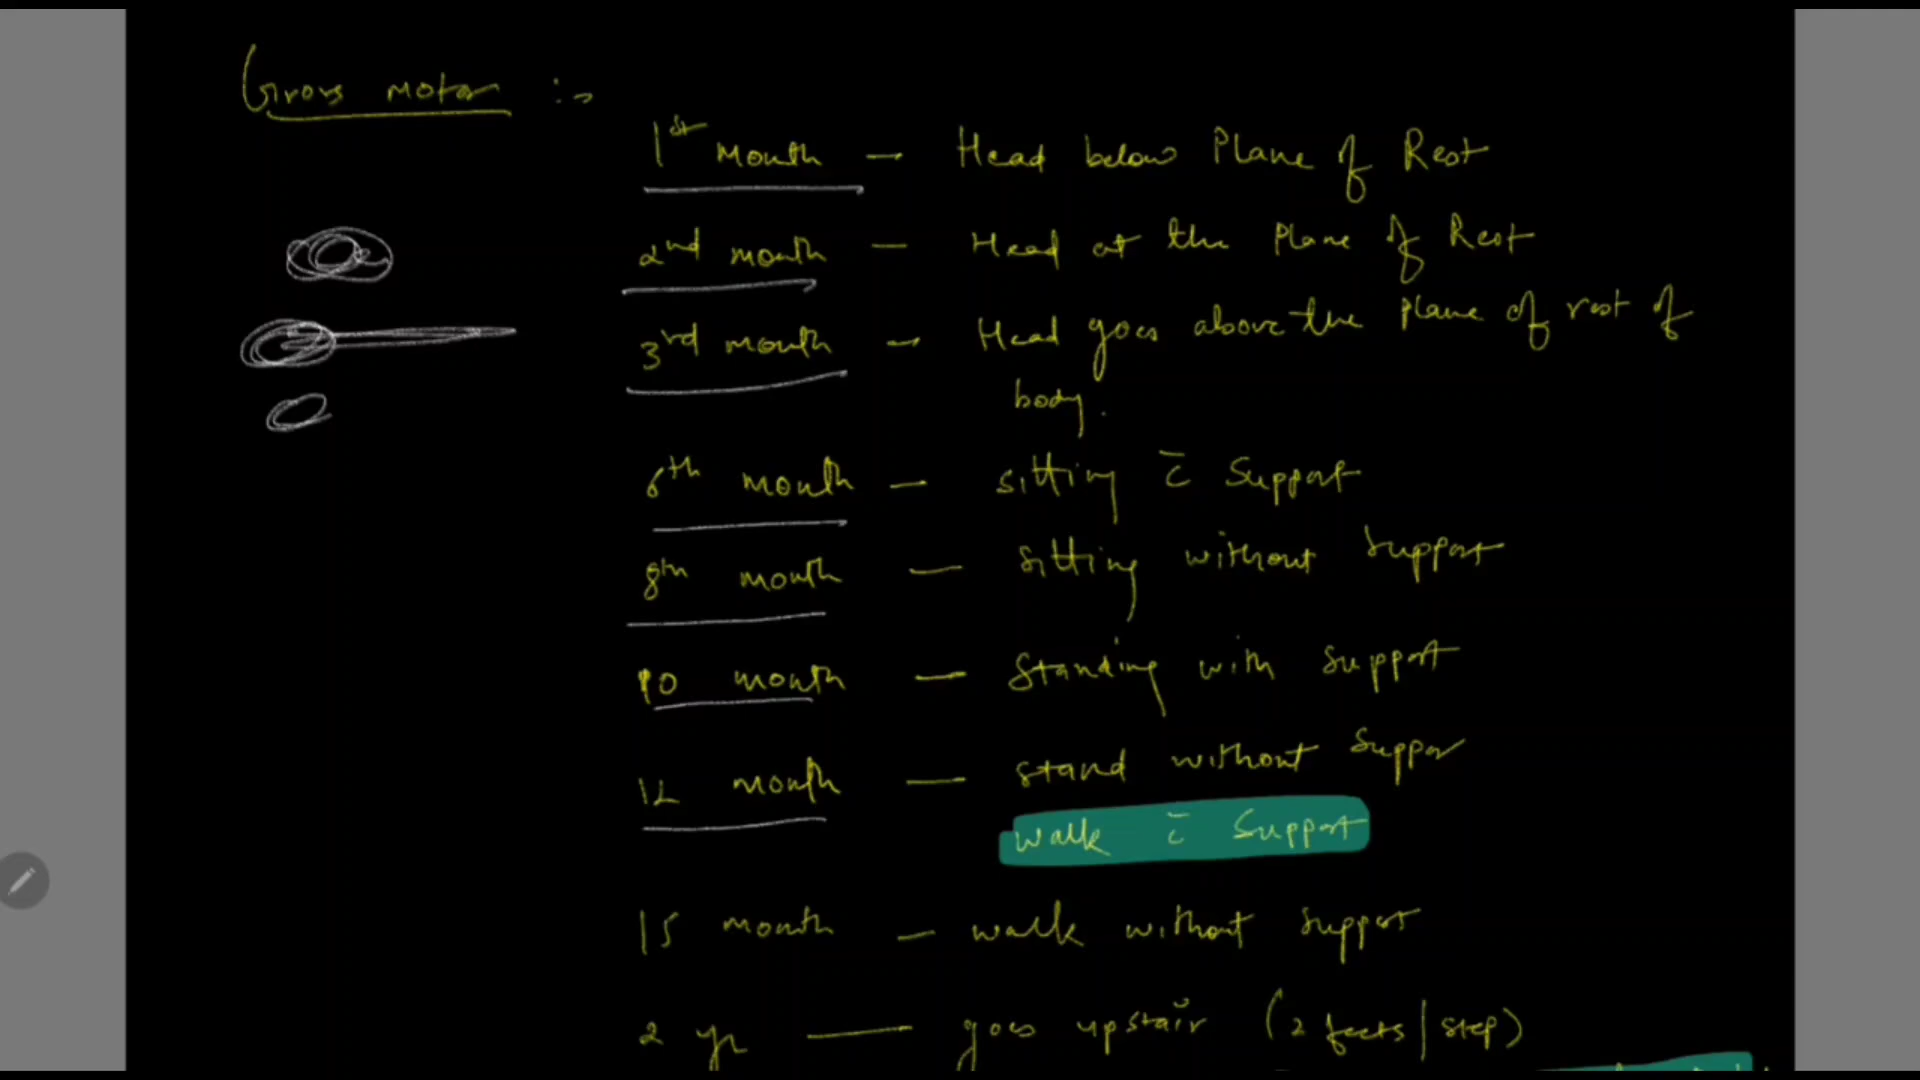 Gross motor :-
1st Month — Head below Plane of Rest
2nd month — Head at the Plane of Rest
3rd month — Head goes above the plane of rest of
body.
6th month — sitting c̄ Support
8th month — sitting without support
10 month — Standing with support
12 month — stand without suppor
walk c̄ Support
15 month — walk without support
2 yr — goes upstair (2 feets/step)